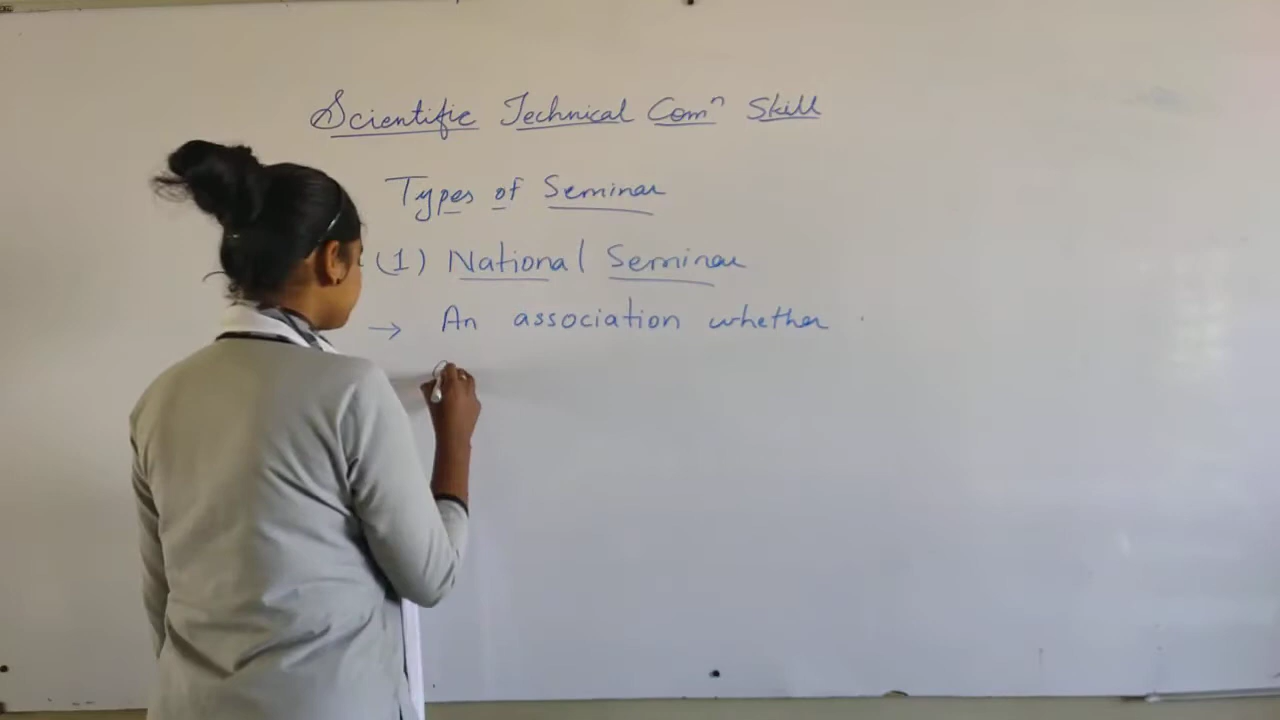 Scientific Technical Comⁿ Skill
Types of Seminar
(1) National Seminar
→ An association whether